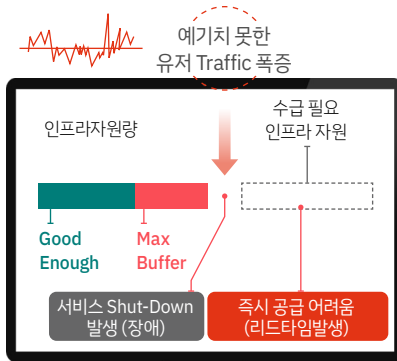 예기치 못한
유저 Traffic 폭증
인프라자원량
수급 필요
인프라 자원
Good
Enough
Max
Buffer
서비스 Shut-Down
발생 (장애)
즉시 공급 어려움
(리드타임발생)